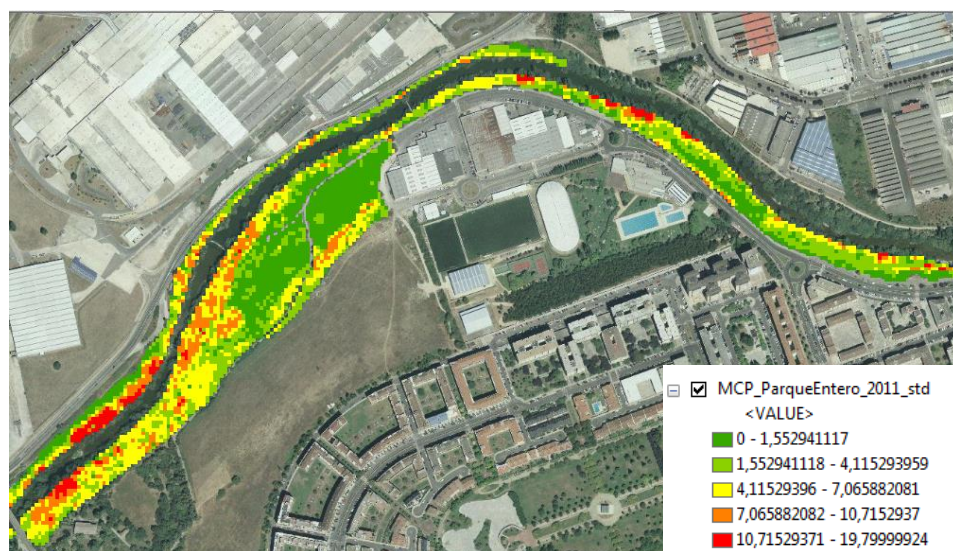 MCP_ParqueEntero_2011_std
<VALUE>
0 - 1,552941117
1,552941118 - 4,115293959
4,11529396 - 7,065882081
7,065882082 - 10,7152937
10,71529371 - 19,79999924